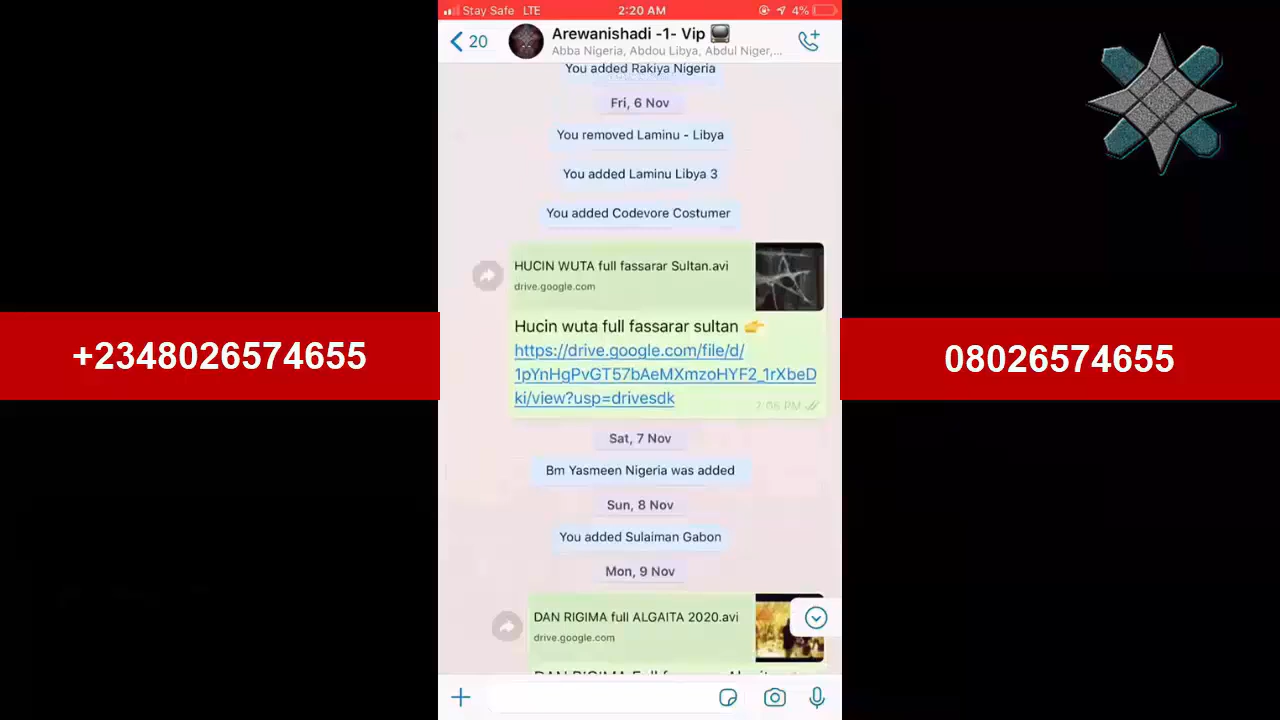 Stay Safe LTE 2:20 AM 4%
20
Arewanishadi -1- Vip
Abba Nigeria, Abdou Libya, Abdul Niger,...
You added Rakiya Nigeria
Fri, 6 Nov
You removed Laminu - Libya
You added Laminu Libya 3
You added Codevore Costumer
HUCIN WUTA full fassarar Sultan.avi
drive.google.com
Hucin wuta full fassarar sultan 👉
https://drive.google.com/file/d/
1pYnHgPvGT57bAeMXmzoHYF2_1rXbeD
ki/view?usp=drivesdk
2:06 PM
+2348026574655
08026574655
Sat, 7 Nov
Bm Yasmeen Nigeria was added
Sun, 8 Nov
You added Sulaiman Gabon
Mon, 9 Nov
DAN RIGIMA full ALGAITA 2020.avi
drive.google.com